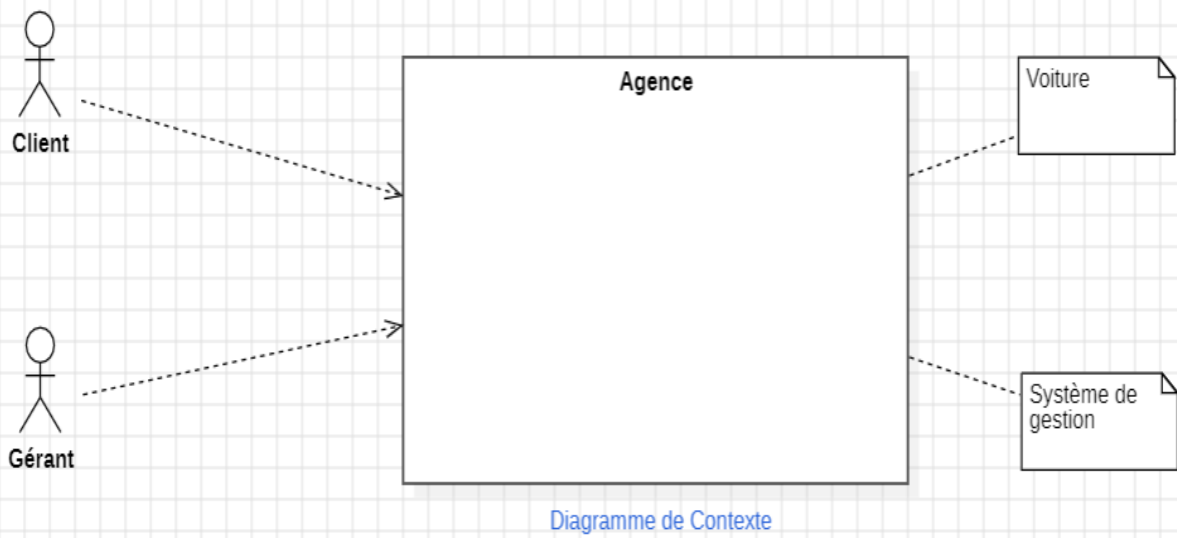 Agence
Voiture
Client
Système de
gestion
Gérant
Diagramme de Contexte